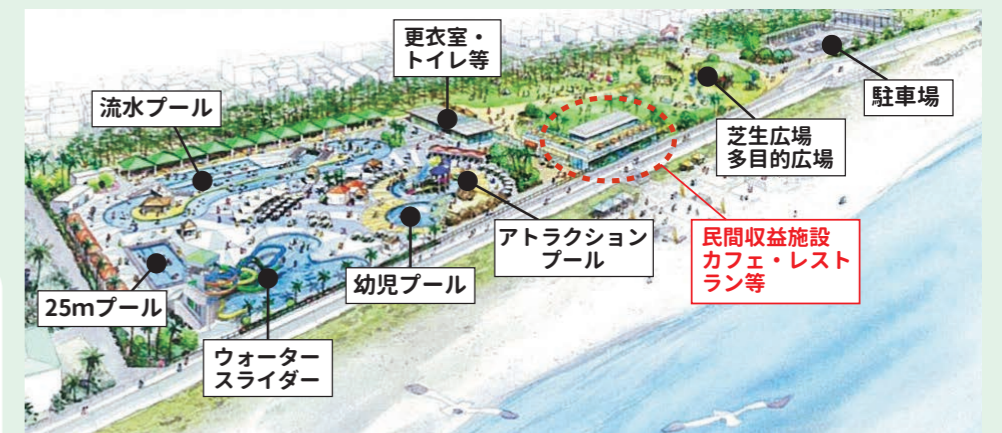 更衣室・
トイレ等
流水プール
駐車場
芝生広場
多目的広場
アトラクション
プール
民間収益施設
カフェ・レスト
ラン等
幼児プール
25mプール
ウォーター
スライダー